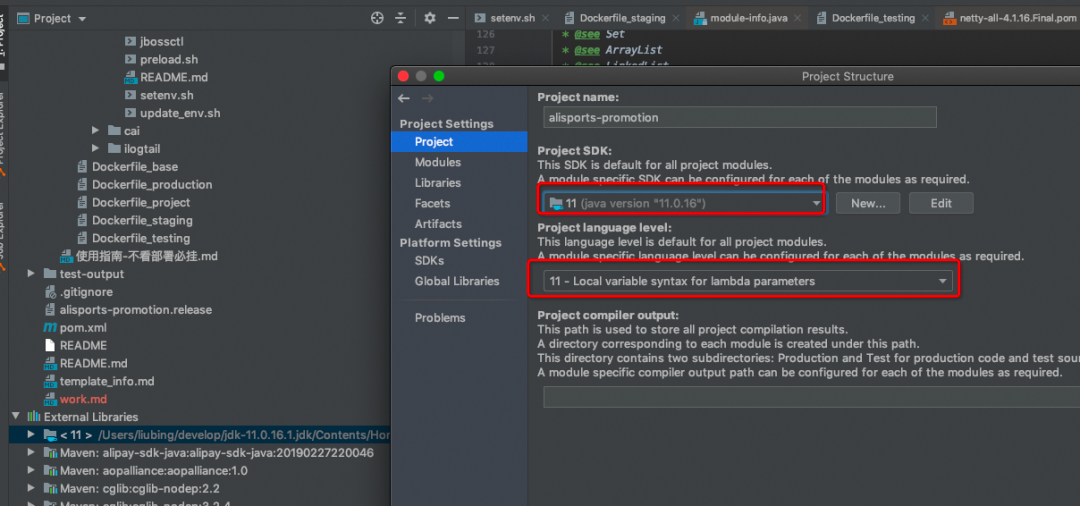 Project
setenv.sh
Dockerfile_staging
module-info.java
Dockerfile_testing
netty-all-4.1.16.Final.pom
1: Project
jbossctl
preload.sh
README.md
setenv.sh
update_env.sh
cai
ilogtail
Dockerfile_base
Dockerfile_production
Dockerfile_project
Dockerfile_staging
Dockerfile_testing
使用指南-不看部署必挂.md
test-output
.gitignore
alisports-promotion.release
pom.xml
README
README.md
template_info.md
work.md
External Libraries
< 11 > /Users/liubing/develop/jdk-11.0.16.1.jdk/Contents/Hor
Maven: alipay-sdk-java:alipay-sdk-java:20190227220046
Maven: aopalliance:aopalliance:1.0
Maven: cglib:cglib-nodep:2.2
Maven: cglib:cglib-nodep:3.2.4
126 * @see Set
127 * @see ArrayList
128 * @see LinkedList
Project Structure
Project Settings
Project
Modules
Libraries
Facets
Artifacts
Platform Settings
SDKs
Global Libraries
Problems
Project name:
alisports-promotion
Project SDK:
This SDK is default for all project modules.
A module specific SDK can be configured for each of the modules as required.
11 (java version "11.0.16")
New...
Edit
Project language level:
This language level is default for all project modules.
A module specific language level can be configured for each of the modules as required.
11 - Local variable syntax for lambda parameters
Project compiler output:
This path is used to store all project compilation results.
A directory corresponding to each module is created under this path.
This directory contains two subdirectories: Production and Test for production code and test sour
A module specific compiler output path can be configured for each of the modules as required.